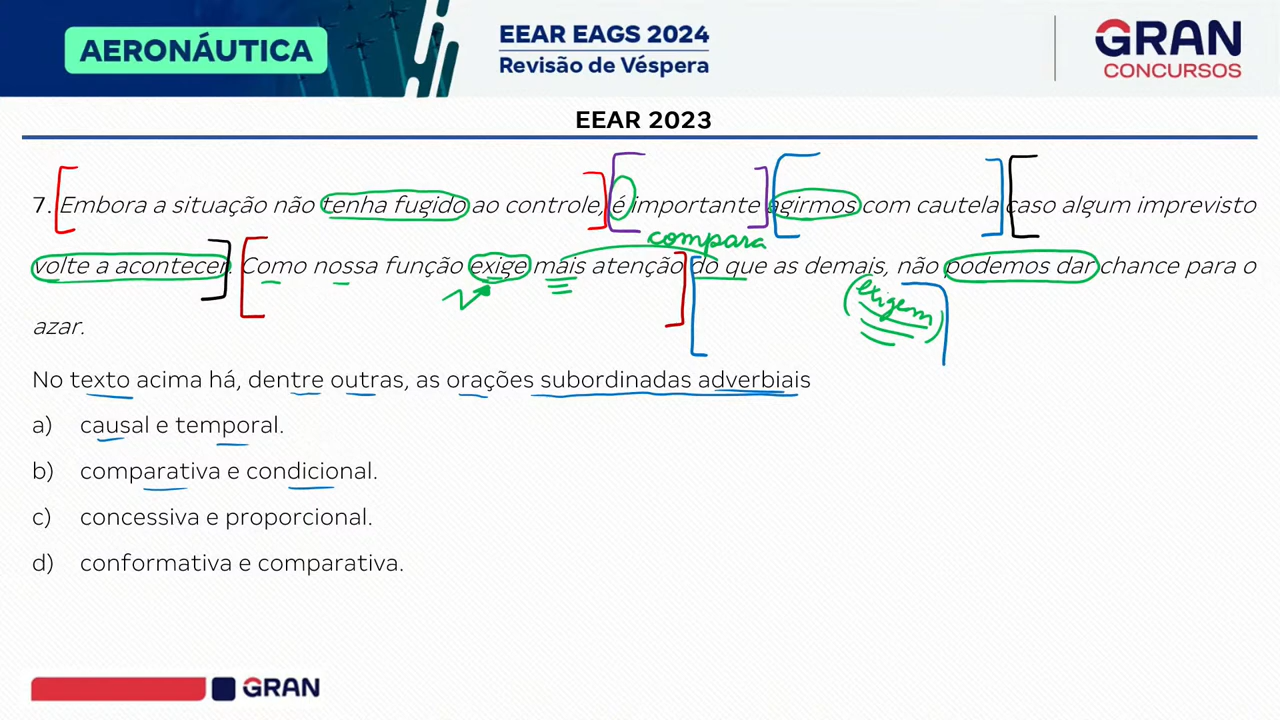 AERONÁUTICA
EEAR EAGS 2024
Revisão de Véspera
GRAN
CONCURSOS
EEAR 2023
7. Embora a situação não tenha fugido ao controle, é importante agirmos com cautela caso algum imprevisto
compara
volte a acontecer. Como nossa função exige mais atenção do que as demais, não podemos dar chance para o
(exigem)
azar.
No texto acima há, dentre outras, as orações subordinadas adverbiais
a) causal e temporal.
b) comparativa e condicional.
c) concessiva e proporcional.
d) conformativa e comparativa.
GRAN